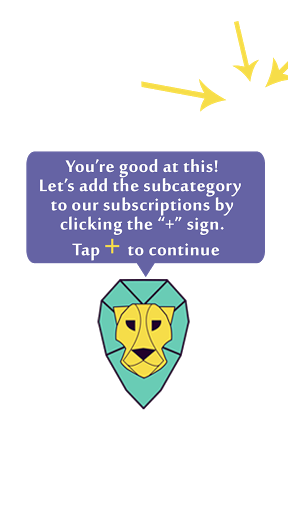 You’re good at this!
Let’s add the subcategory
to our subscriptions by
clicking the “+” sign.
Tap + to continue